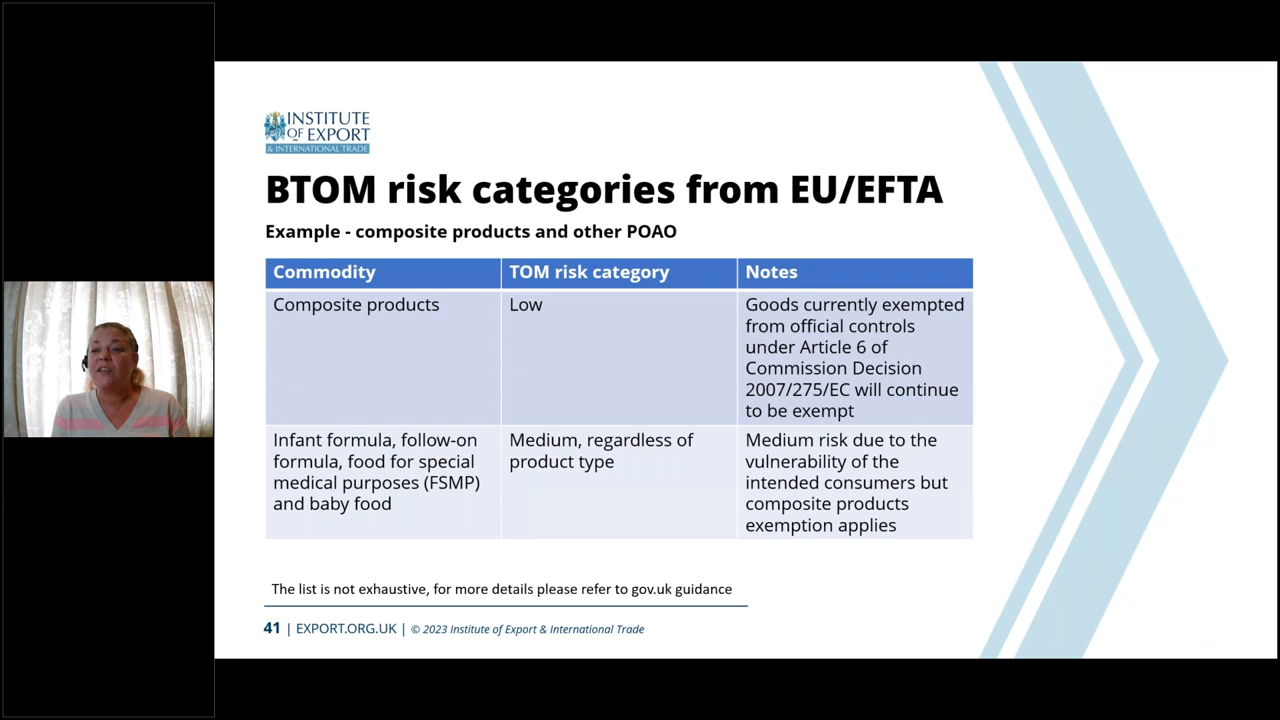 INSTITUTE
OF EXPORT
& INTERNATIONAL TRADE
BTOM risk categories from EU/EFTA
Example - composite products and other POAO
Commodity
TOM risk category
Notes
Composite products
Low
Goods currently exempted
from official controls
under Article 6 of
Commission Decision
2007/275/EC will continue
to be exempt
Infant formula, follow-on
formula, food for special
medical purposes (FSMP)
and baby food
Medium, regardless of
product type
Medium risk due to the
vulnerability of the
intended consumers but
composite products
exemption applies
The list is not exhaustive, for more details please refer to gov.uk guidance
41 | EXPORT.ORG.UK | © 2023 Institute of Export & International Trade